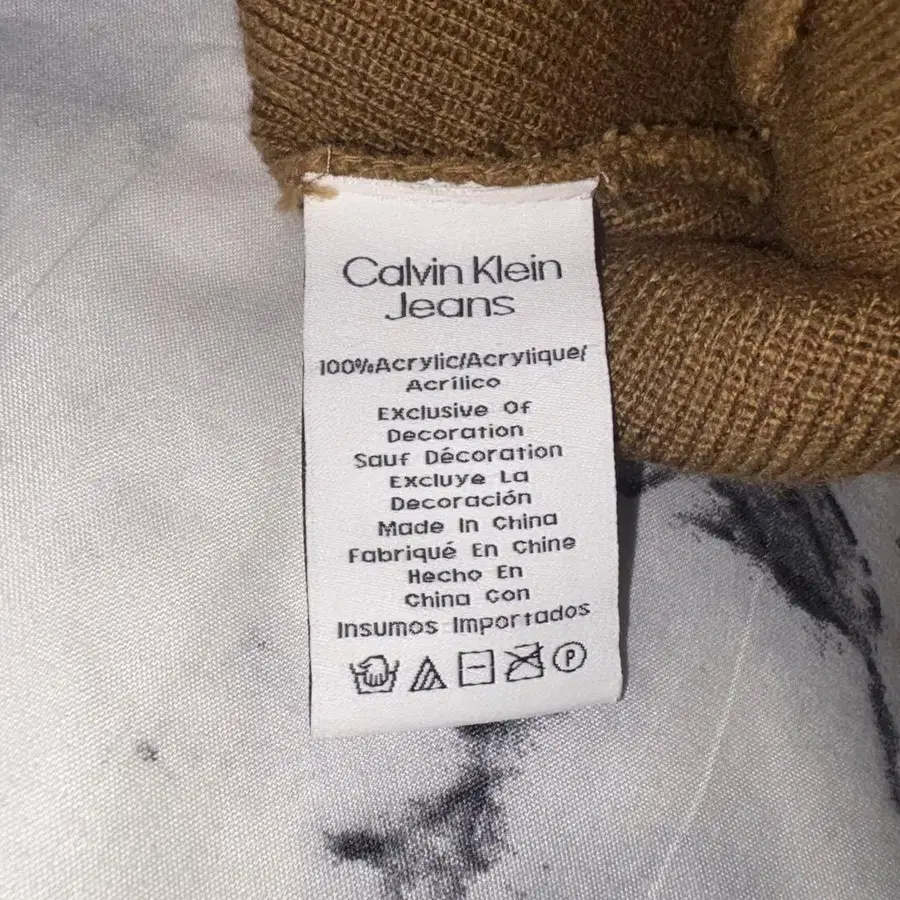 Calvin Klein
Jeans
100%Acrylic/Acrylique/
Acrílico
Exclusive Of
Decoration
Sauf Décoration
Excluye La
Decoración
Made In China
Fabriqué En Chine
Hecho En
China Con
Insumos Importados
P